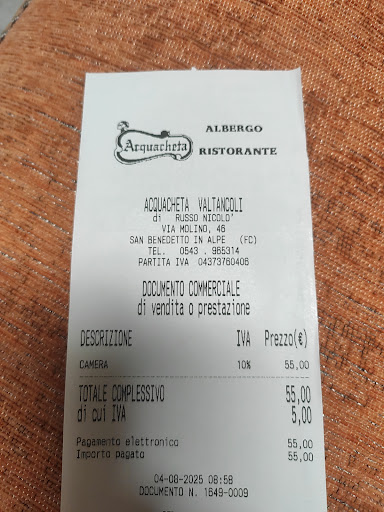 Acquacheta
ALBERGO
RISTORANTE
ACQUACHETA VALTANCOLI
di RUSSO NICOLO'
VIA MOLINO, 46
SAN BENEDETTO IN ALPE (FC)
TEL. 0543 . 965314
PARTITA IVA 04373760406
DOCUMENTO COMMERCIALE
di vendita o prestazione
DESCRIZIONE IVA Prezzo(€)
CAMERA 10% 55,00
TOTALE COMPLESSIVO 55,00
di cui IVA 5,00
Pagamento elettronico 55,00
Importo pagato 55,00
04-08-2025 08:58
DOCUMENTO N. 1649-0009